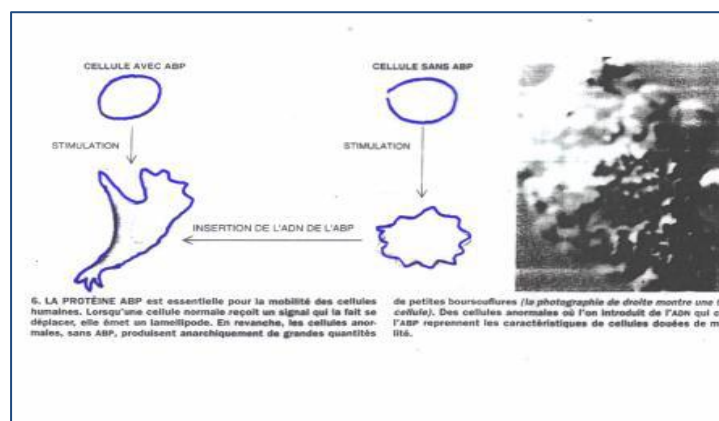 CELLULE AVEC ABP
CELLULE SANS ABP
STIMULATION
STIMULATION
INSERTION DE L'ADN DE L'ABP
6. LA PROTÉINE ABP est essentielle pour la mobilité des cellules
humaines. Lorsqu'une cellule normale reçoit un signal qui la fait se
déplacer, elle émet un lamellipode. En revanche, les cellules anor-
males, sans ABP, produisent anarchiquement de grandes quantités
de petites boursouflures (la photographie de droite montre une
cellule). Des cellules anormales où l'on introduit de l'ADN qui
l'ABP reprennent les caractéristiques de cellules douées de
lité.